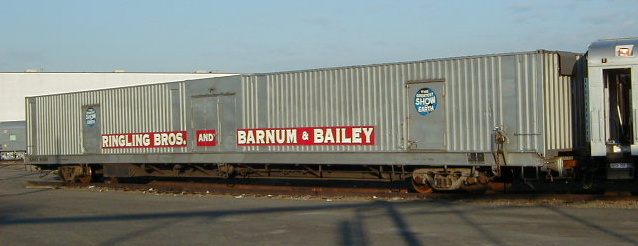 RINGLING BROS. AND BARNUM & BAILEY
THE GREATEST
SHOW
ON
EARTH